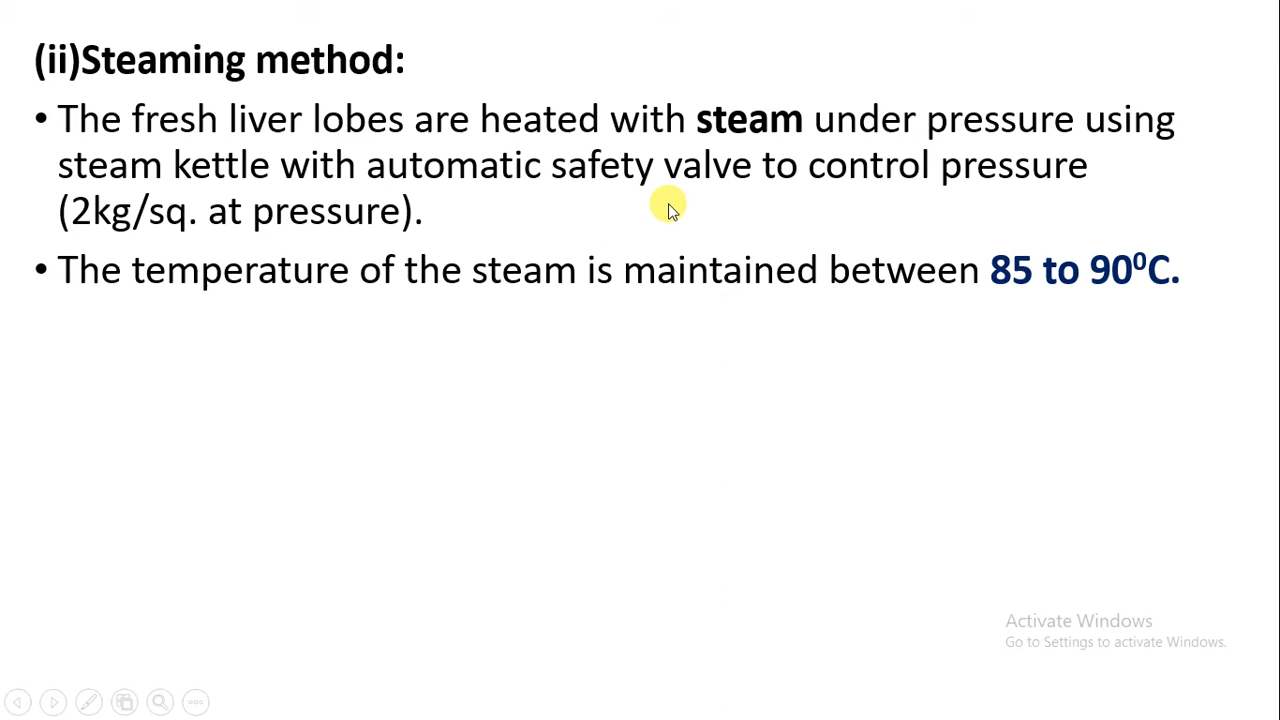 (ii)Steaming method:
• The fresh liver lobes are heated with steam under pressure using
steam kettle with automatic safety valve to control pressure
(2kg/sq. at pressure).
• The temperature of the steam is maintained between 85 to 90⁰C.
Activate Windows
Go to Settings to activate Windows.